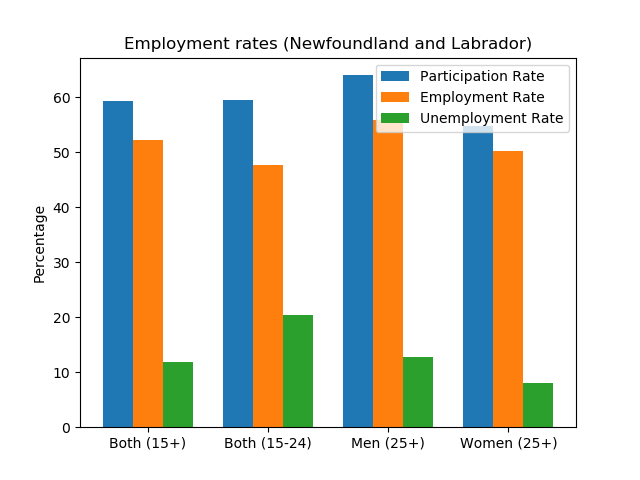 Employment rates (Newfoundland and Labrador)
Participation Rate
Employment Rate
Unemployment Rate
Percentage
60
50
40
30
20
10
0
Both (15+)
Both (15-24)
Men (25+)
Women (25+)